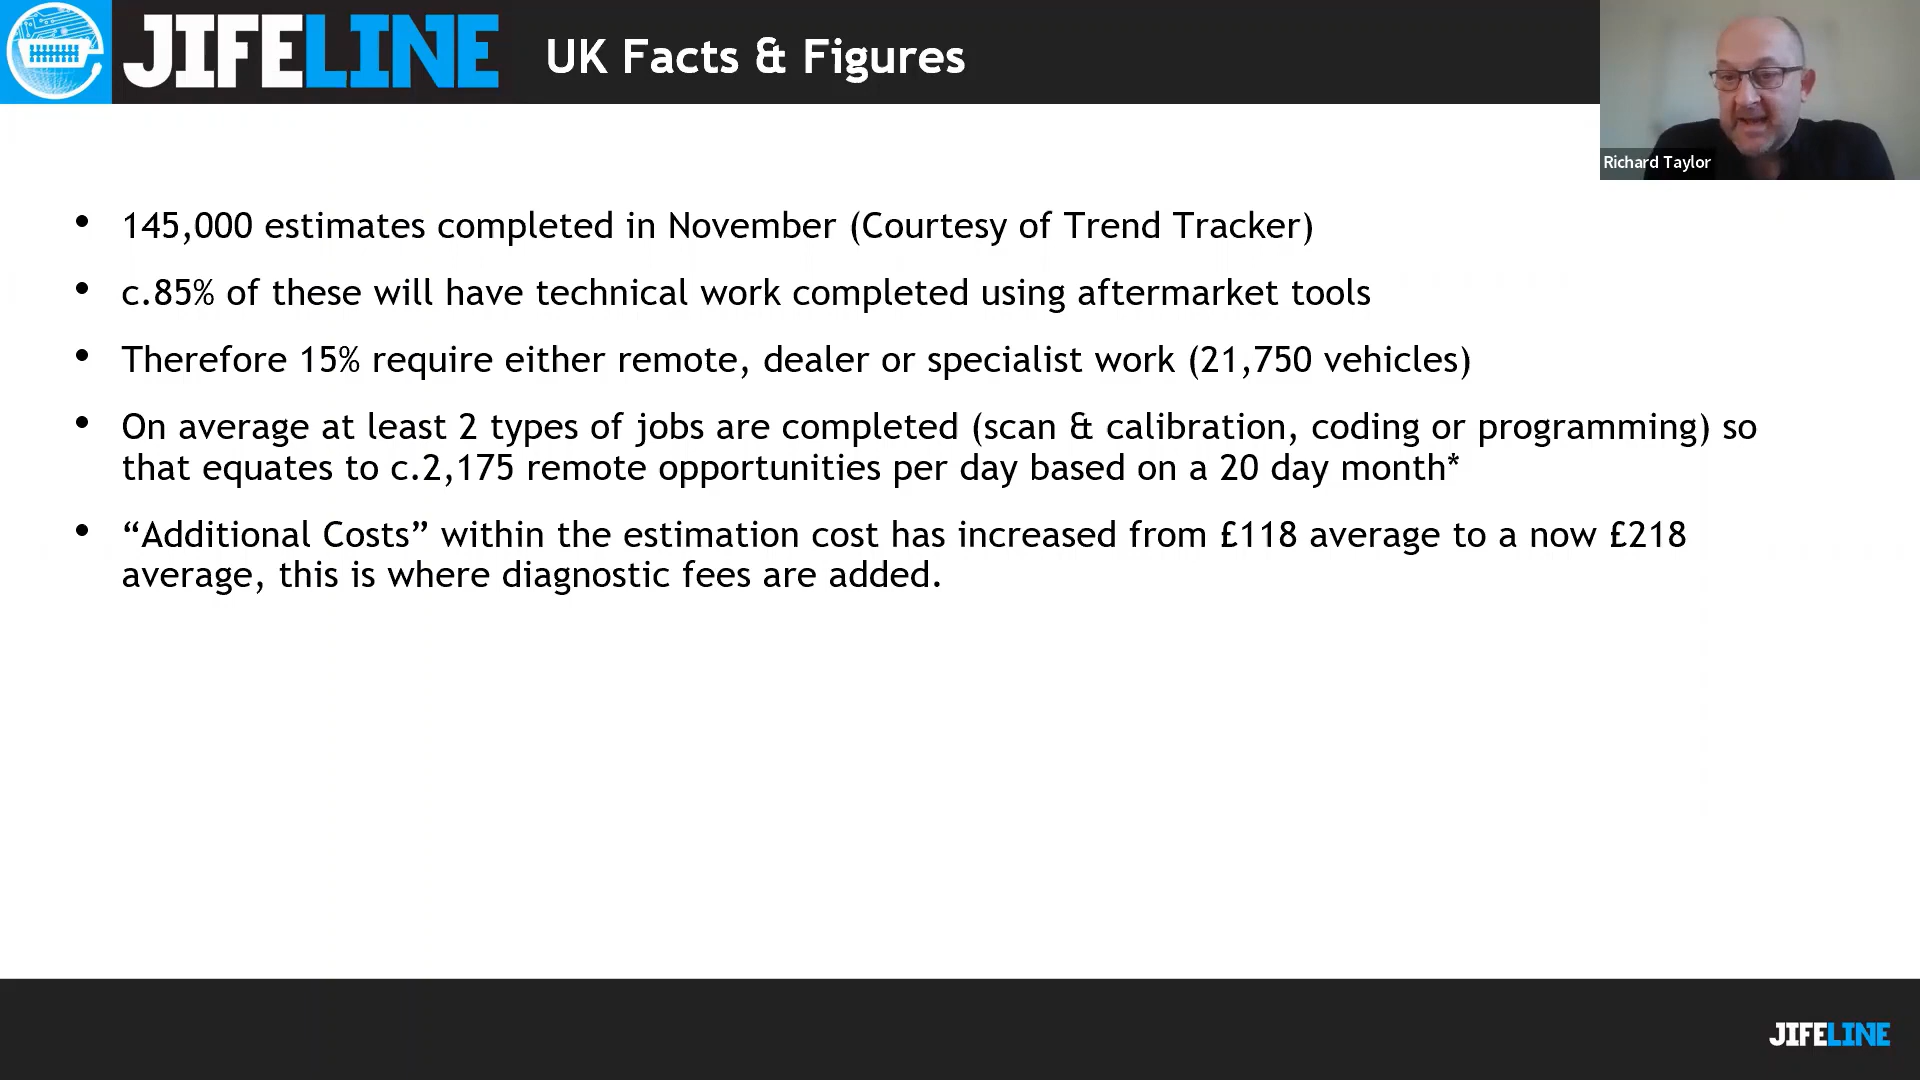 JIFELINE UK Facts & Figures
Richard Taylor
• 145,000 estimates completed in November (Courtesy of Trend Tracker)
• c.85% of these will have technical work completed using aftermarket tools
• Therefore 15% require either remote, dealer or specialist work (21,750 vehicles)
• On average at least 2 types of jobs are completed (scan & calibration, coding or programming) so
that equates to c.2,175 remote opportunities per day based on a 20 day month*
• “Additional Costs” within the estimation cost has increased from £118 average to a now £218
average, this is where diagnostic fees are added.
JIFELINE